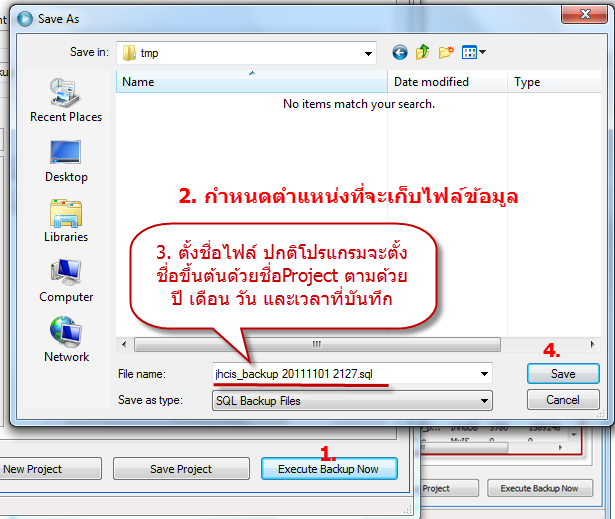 Save As
Save in:
tmp
Name
Date modified
Type
No items match your search.
Recent Places
Desktop
Libraries
Computer
Network
2. กำหนดตำแหน่งที่จะเก็บไฟล์ข้อมูล
3. ตั้งชื่อไฟล์ ปกติโปรแกรมจะตั้ง
ชื่อขึ้นต้นด้วยชื่อProject ตามด้วย
ปี เดือน วัน และเวลาที่บันทึก
4.
File name:
jhcis_backup 20111101 2127.sql
Save
Save as type:
SQL Backup Files
Cancel
1.
New Project
Save Project
Execute Backup Now
Project
Execute Backup Now